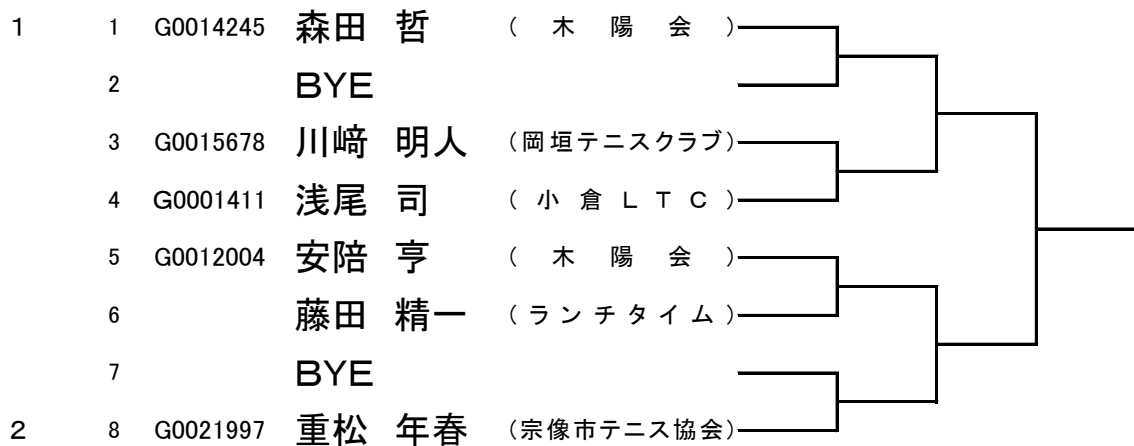 1 1 G0014245 森田 哲 (木陽会)
2 BYE
3 G0015678 川﨑 明人 (岡垣テニスクラブ)
4 G0001411 浅尾 司 (小倉LTC)
5 G0012004 安陪 亨 (木陽会)
6 藤田 精一 (ランチタイム)
7 BYE
2 8 G0021997 重松 年春 (宗像市テニス協会)